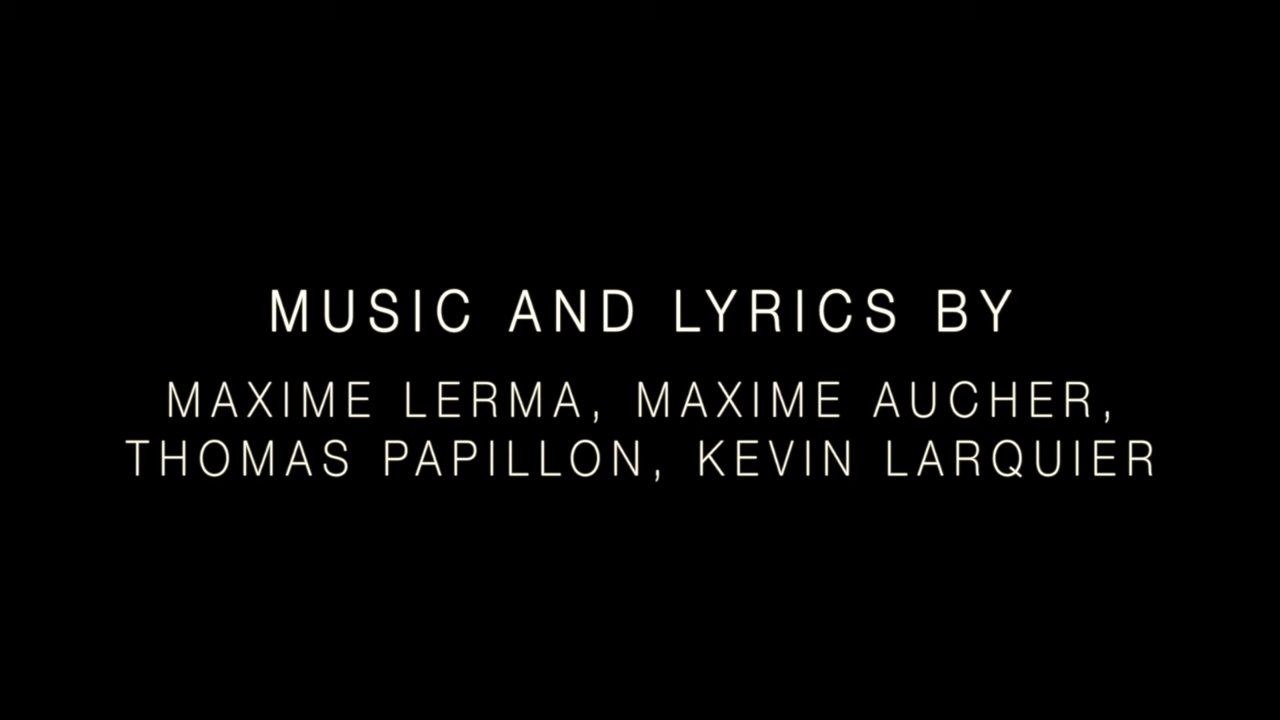 MUSIC AND LYRICS BY
MAXIME LERMA, MAXIME AUCHER,
THOMAS PAPILLON, KEVIN LARQUIER